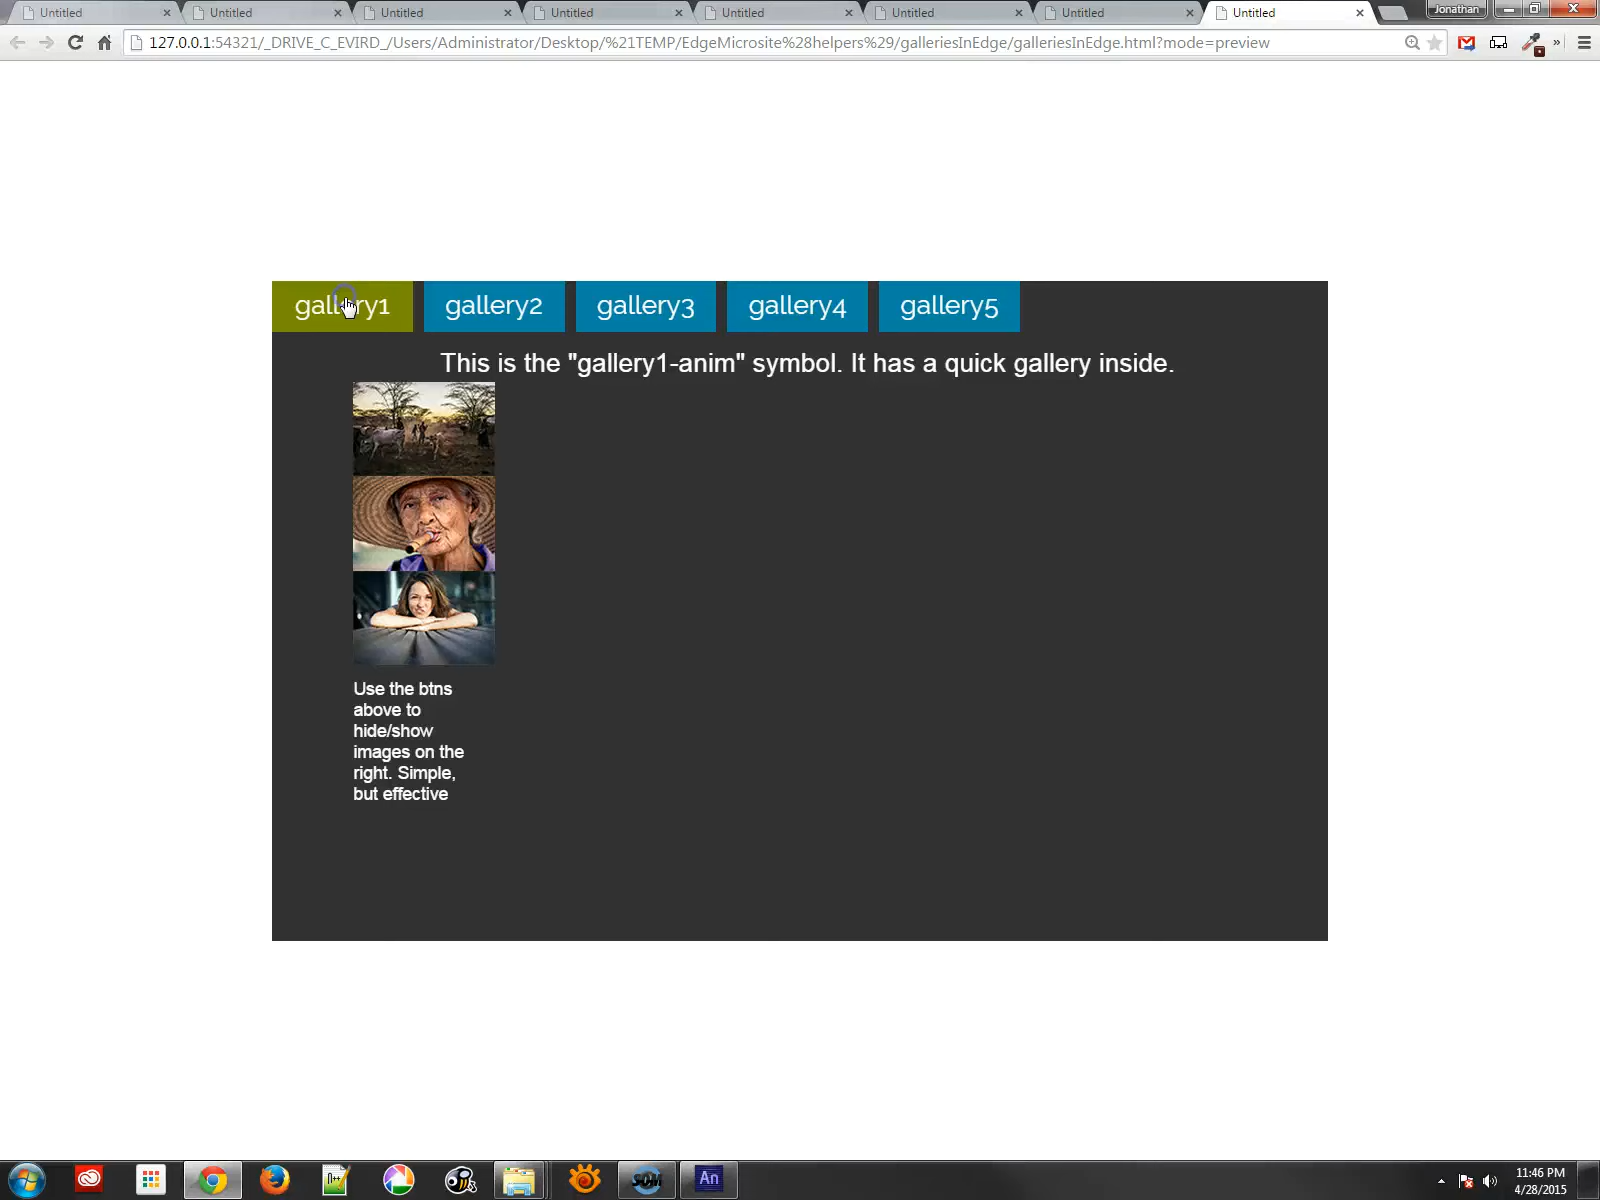 Untitled
Untitled
Untitled
Untitled
Untitled
Untitled
Untitled
Untitled
Jonathan
127.0.0.1:54321/_DRIVE_C_EVIRD_/Users/Administrator/Desktop/%21TEMP/EdgeMicrosite%28helpers%29/galleriesInEdge/galleriesInEdge.html?mode=preview
gallery1
gallery2
gallery3
gallery4
gallery5
This is the "gallery1-anim" symbol. It has a quick gallery inside.
Use the btns
above to
hide/show
images on the
right. Simple,
but effective
An
11:46 PM
4/28/2015